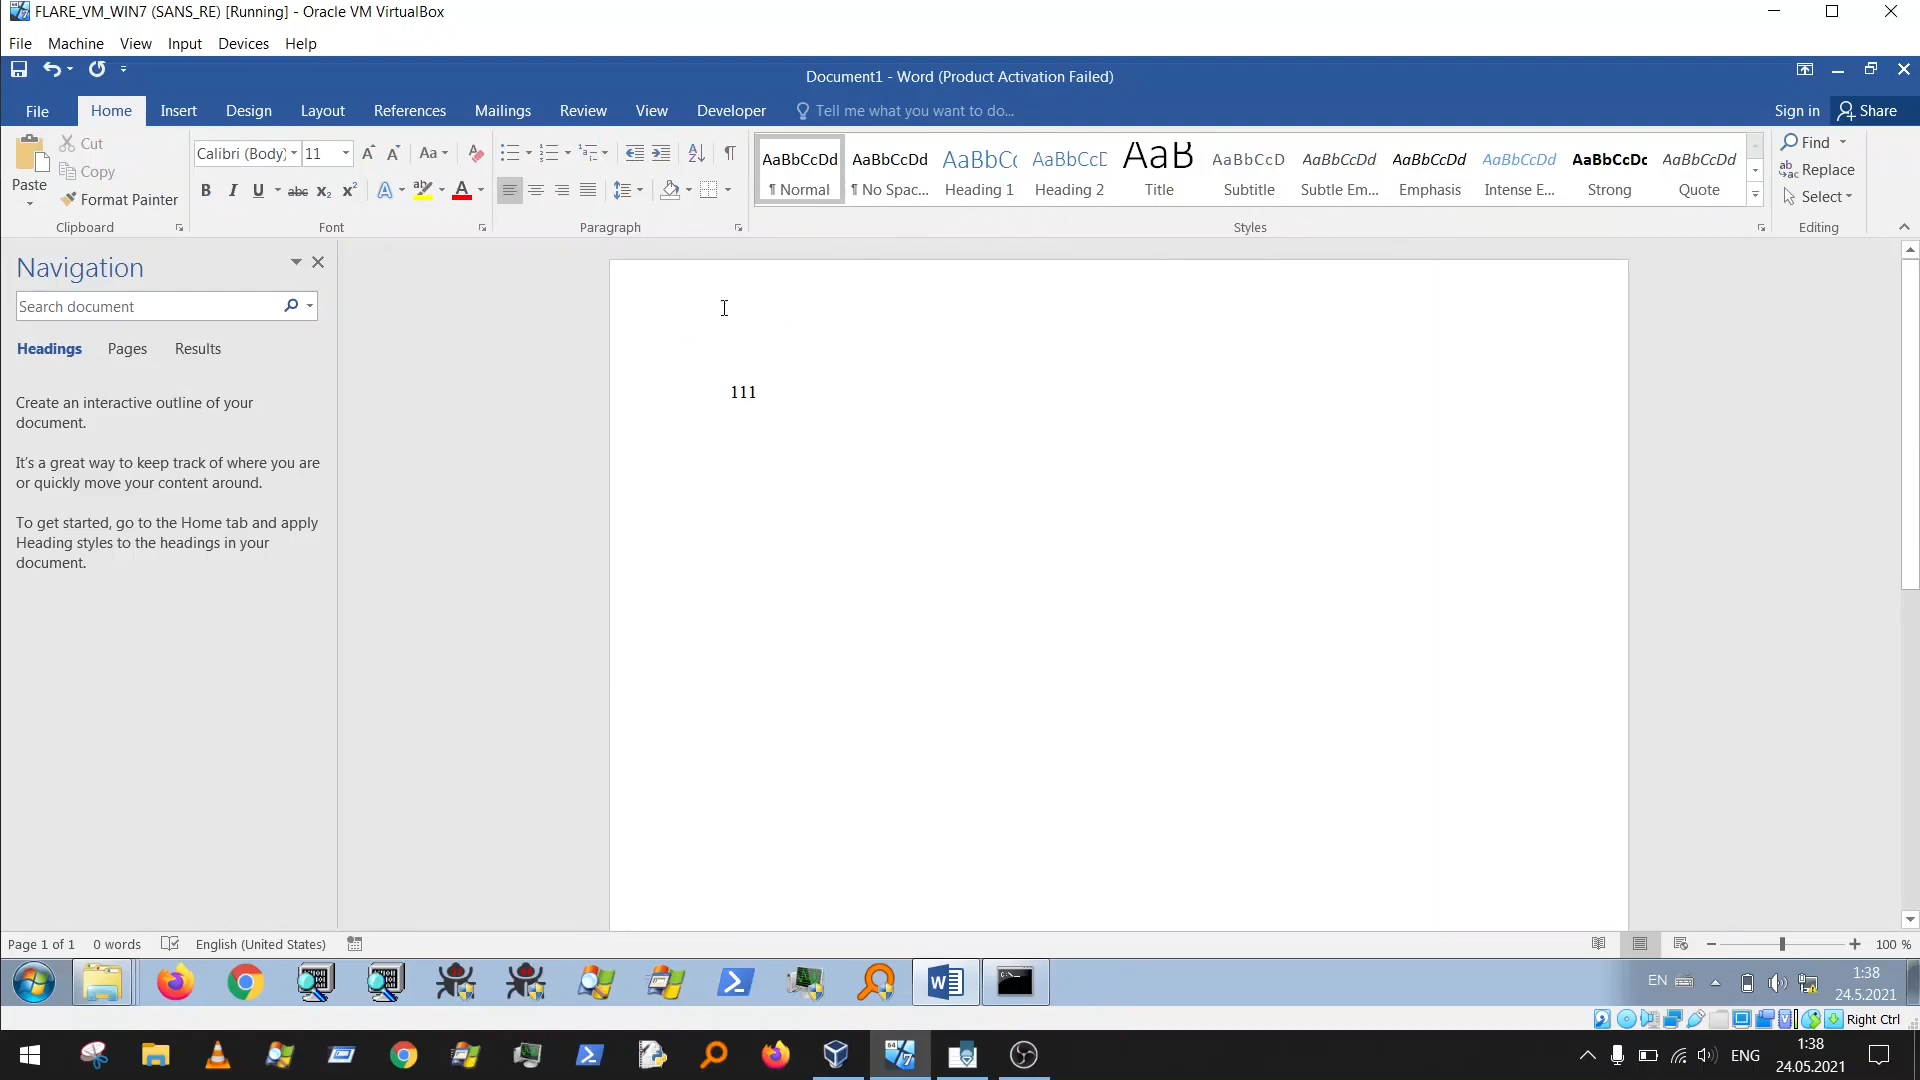 FLARE_VM_WIN7 (SANS_RE) [Running] - Oracle VM VirtualBox
File Machine View Input Devices Help
Document1 - Word (Product Activation Failed)
File Home Insert Design Layout References Mailings Review View Developer Tell me what you want to do... Sign in Share
Paste
Cut
Copy
Format Painter
Clipboard
Calibri (Body) 11
Aa
B I U abc x₂ x² A A
Font
Paragraph
AaBbCcDd AaBbCcDd AaBbC AaBbCcD AaB AaBbCcD AaBbCcDd AaBbCcDd AaBbCcDd AaBbCcDc AaBbCcDd
¶ Normal ¶ No Spac... Heading 1 Heading 2 Title Subtitle Subtle Em... Emphasis Intense E... Strong Quote
Styles
Find
Replace
Select
Editing
Navigation
Search document
Headings Pages Results
Create an interactive outline of your
document.
It's a great way to keep track of where you are
or quickly move your content around.
To get started, go to the Home tab and apply
Heading styles to the headings in your
document.
111
Page 1 of 1 0 words English (United States) 100 %
EN 1:38
24.5.2021
Right Ctrl
ENG 1:38
24.05.2021